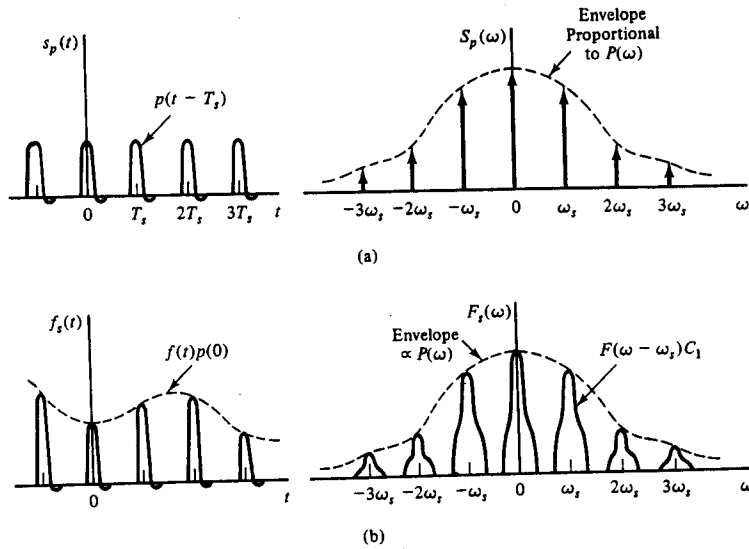 s_p(t)
p(t − T_s)
0 T_s 2T_s 3T_s t
S_p(ω)
Envelope
Proportional
to P(ω)
−3ω_s −2ω_s −ω_s 0 ω_s 2ω_s 3ω_s ω
(a)
f_s(t)
f(t)p(0)
0 t
F_s(ω)
Envelope
∝ P(ω)
F(ω − ω_s)C_1
−3ω_s −2ω_s −ω_s 0 ω_s 2ω_s 3ω_s ω
(b)